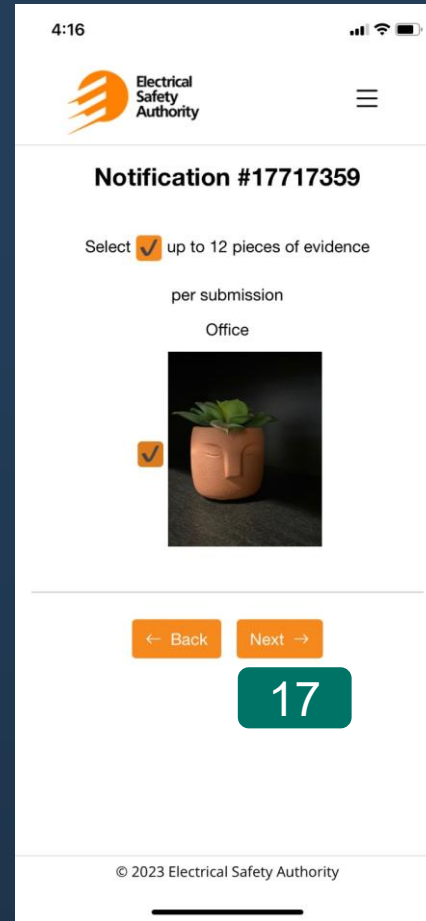 4:16
Electrical
Safety
Authority
Notification #17717359
Select up to 12 pieces of evidence
per submission
Office
← Back
Next →
17
© 2023 Electrical Safety Authority